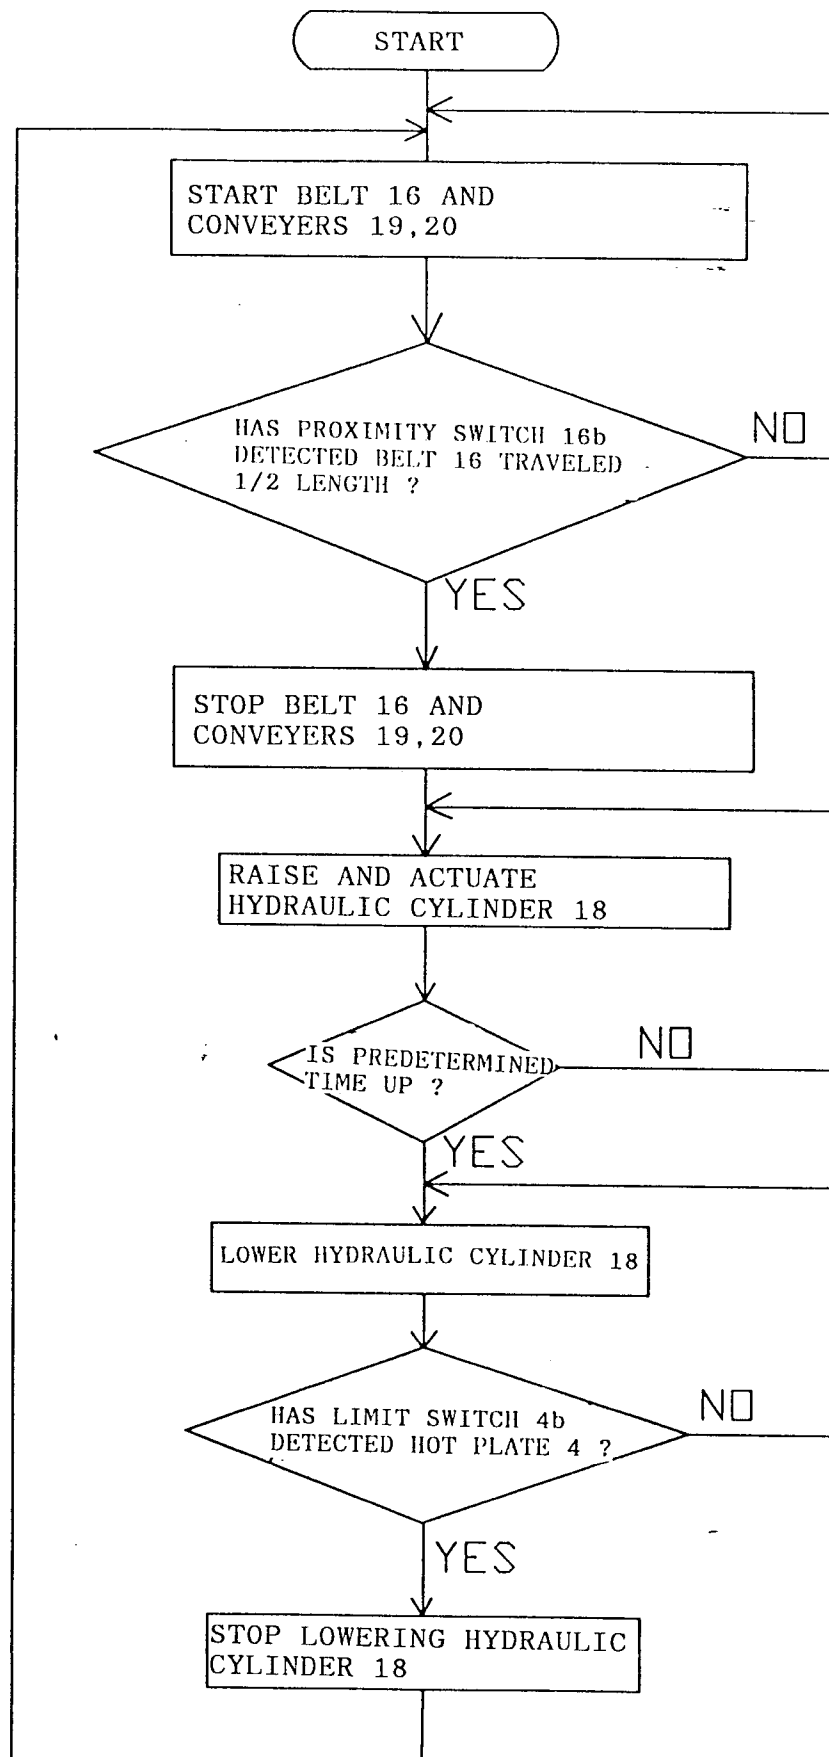 START
START BELT 16 AND
CONVEYERS 19,20
HAS PROXIMITY SWITCH 16b
DETECTED BELT 16 TRAVELED
1/2 LENGTH ?
NO
YES
STOP BELT 16 AND
CONVEYERS 19,20
RAISE AND ACTUATE
HYDRAULIC CYLINDER 18
IS PREDETERMINED
TIME UP ?
NO
YES
LOWER HYDRAULIC CYLINDER 18
HAS LIMIT SWITCH 4b
DETECTED HOT PLATE 4 ?
NO
YES
STOP LOWERING HYDRAULIC
CYLINDER 18